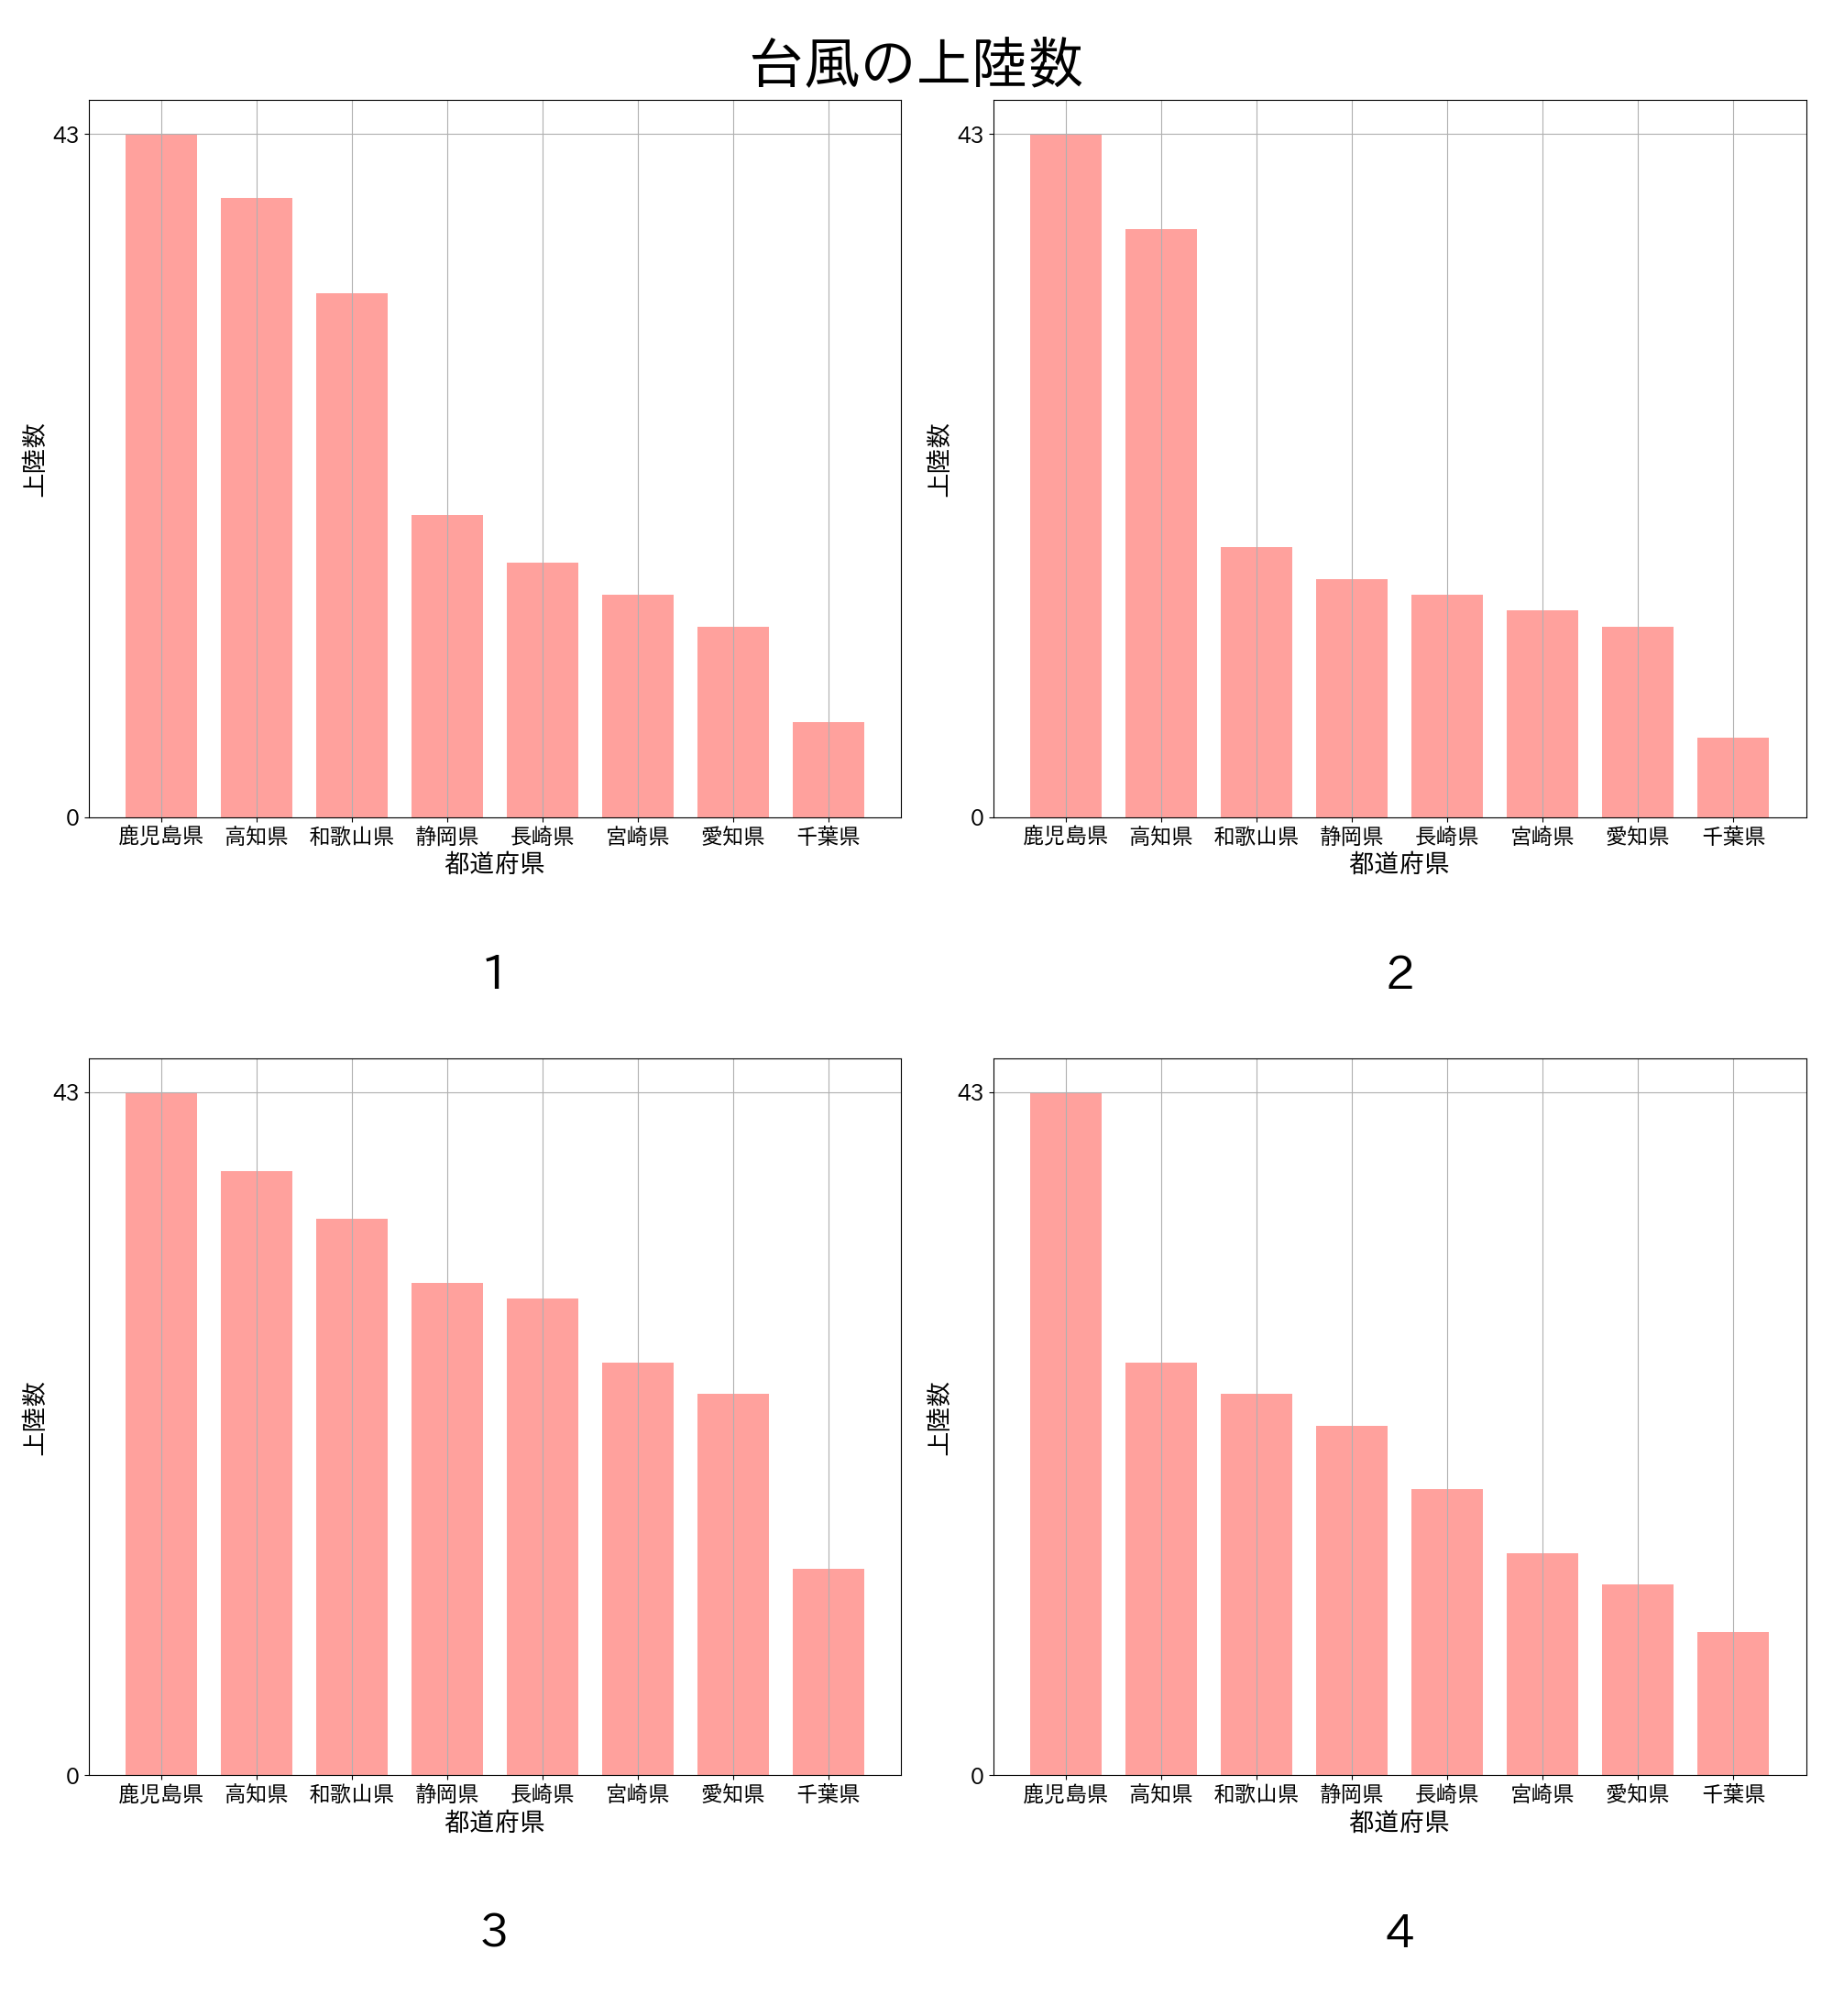 台風の上陸数
43
0
上陸数
鹿児島県 高知県 和歌山県 静岡県 長崎県 宮崎県 愛知県 千葉県
都道府県
1
43
0
上陸数
鹿児島県 高知県 和歌山県 静岡県 長崎県 宮崎県 愛知県 千葉県
都道府県
2
43
0
上陸数
鹿児島県 高知県 和歌山県 静岡県 長崎県 宮崎県 愛知県 千葉県
都道府県
3
43
0
上陸数
鹿児島県 高知県 和歌山県 静岡県 長崎県 宮崎県 愛知県 千葉県
都道府県
4